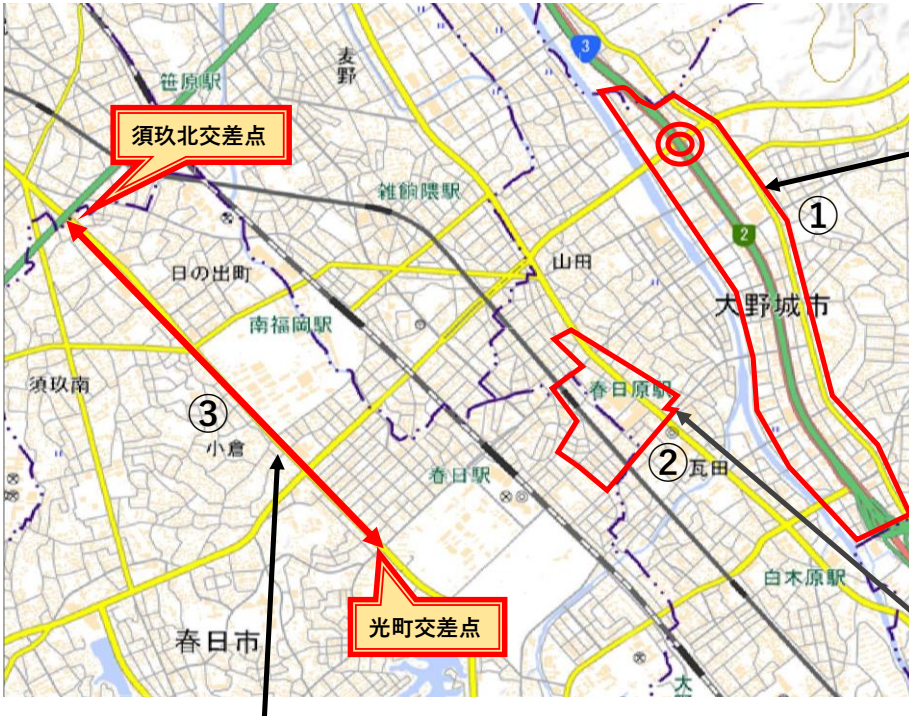 麦野
3
笹原駅
須玖北交差点
雑餉隈駅
①
2
山田
日の出町
大野城市
南福岡駅
須玖南
春日原駅
③
小倉
②
瓦田
春日駅
白木原駅
光町交差点
春日市
大